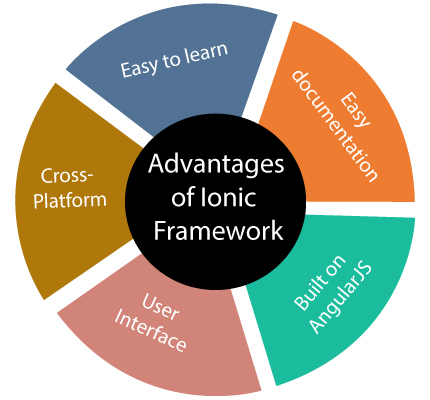 Advantages
of Ionic
Framework
Easy to learn
Easy
documentation
Built on
AngularJS
User
Interface
Cross-
Platform